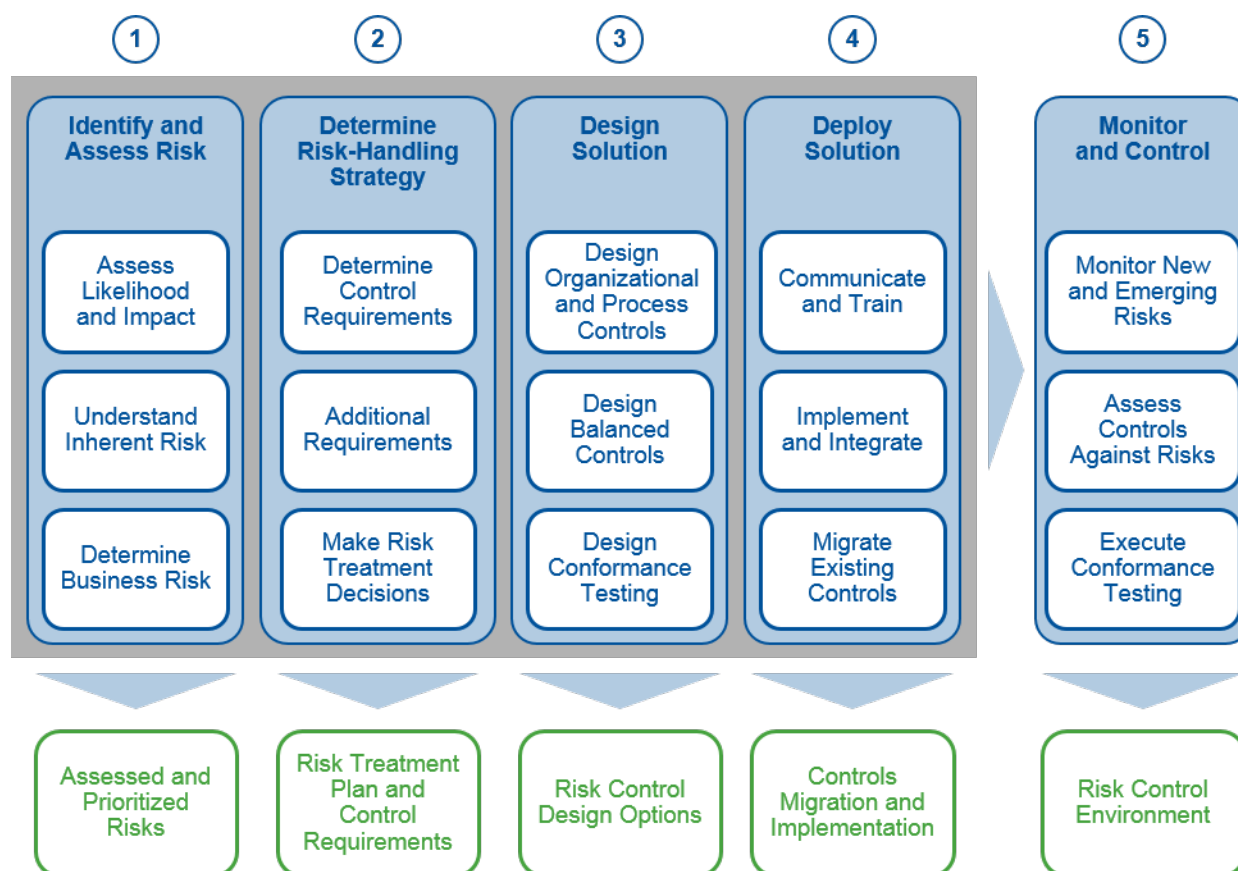 1
2
3
4
5
Identify and
Assess Risk
Assess
Likelihood
and Impact
Understand
Inherent Risk
Determine
Business Risk
Assessed and
Prioritized
Risks
Determine
Risk-Handling
Strategy
Determine
Control
Requirements
Additional
Requirements
Make Risk
Treatment
Decisions
Risk Treatment
Plan and
Control
Requirements
Design
Solution
Design
Organizational
and Process
Controls
Design
Balanced
Controls
Design
Conformance
Testing
Risk Control
Design Options
Deploy
Solution
Communicate
and Train
Implement
and Integrate
Migrate
Existing
Controls
Controls
Migration and
Implementation
Monitor
and Control
Monitor New
and Emerging
Risks
Assess
Controls
Against Risks
Execute
Conformance
Testing
Risk Control
Environment